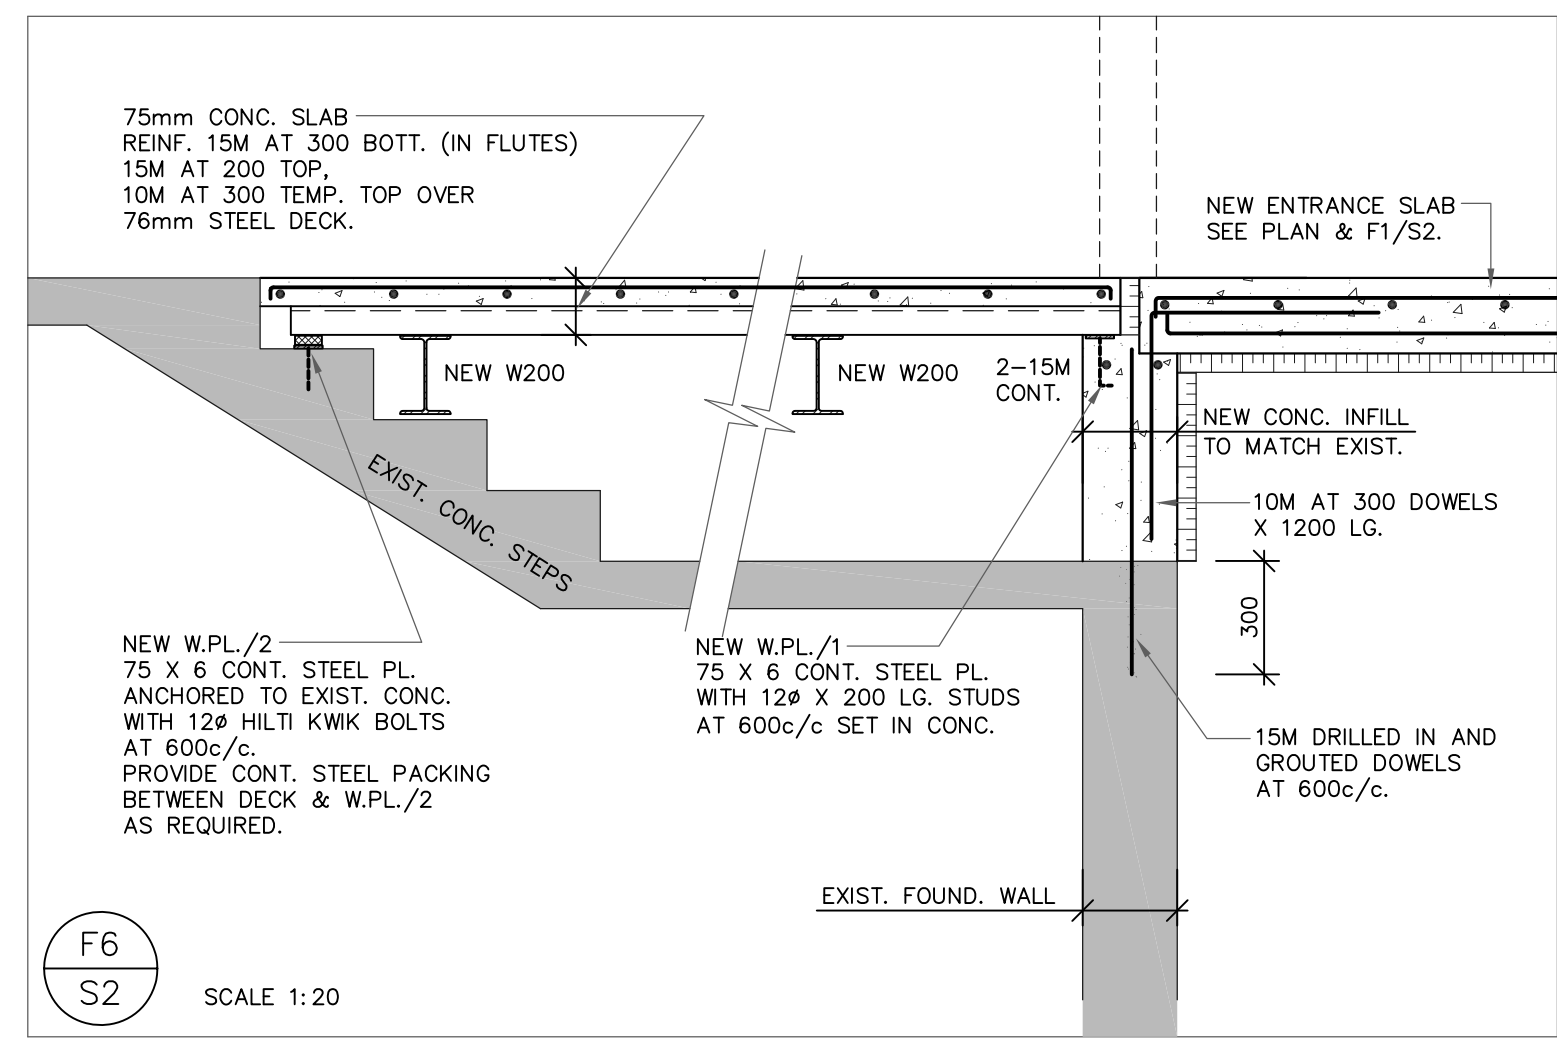 75mm CONC. SLAB
REINF. 15M AT 300 BOTT. (IN FLUTES)
15M AT 200 TOP,
10M AT 300 TEMP. TOP OVER
76mm STEEL DECK.
NEW ENTRANCE SLAB
SEE PLAN & F1/S2.
NEW W200
NEW W200
2-15M
CONT.
NEW CONC. INFILL
TO MATCH EXIST.
EXIST. CONC. STEPS
10M AT 300 DOWELS
X 1200 LG.
300
NEW W.PL./2
75 X 6 CONT. STEEL PL.
ANCHORED TO EXIST. CONC.
WITH 12ø HILTI KWIK BOLTS
AT 600c/c.
PROVIDE CONT. STEEL PACKING
BETWEEN DECK & W.PL./2
AS REQUIRED.
NEW W.PL./1
75 X 6 CONT. STEEL PL.
WITH 12ø X 200 LG. STUDS
AT 600c/c SET IN CONC.
15M DRILLED IN AND
GROUTED DOWELS
AT 600c/c.
EXIST. FOUND. WALL
F6
S2
SCALE 1:20